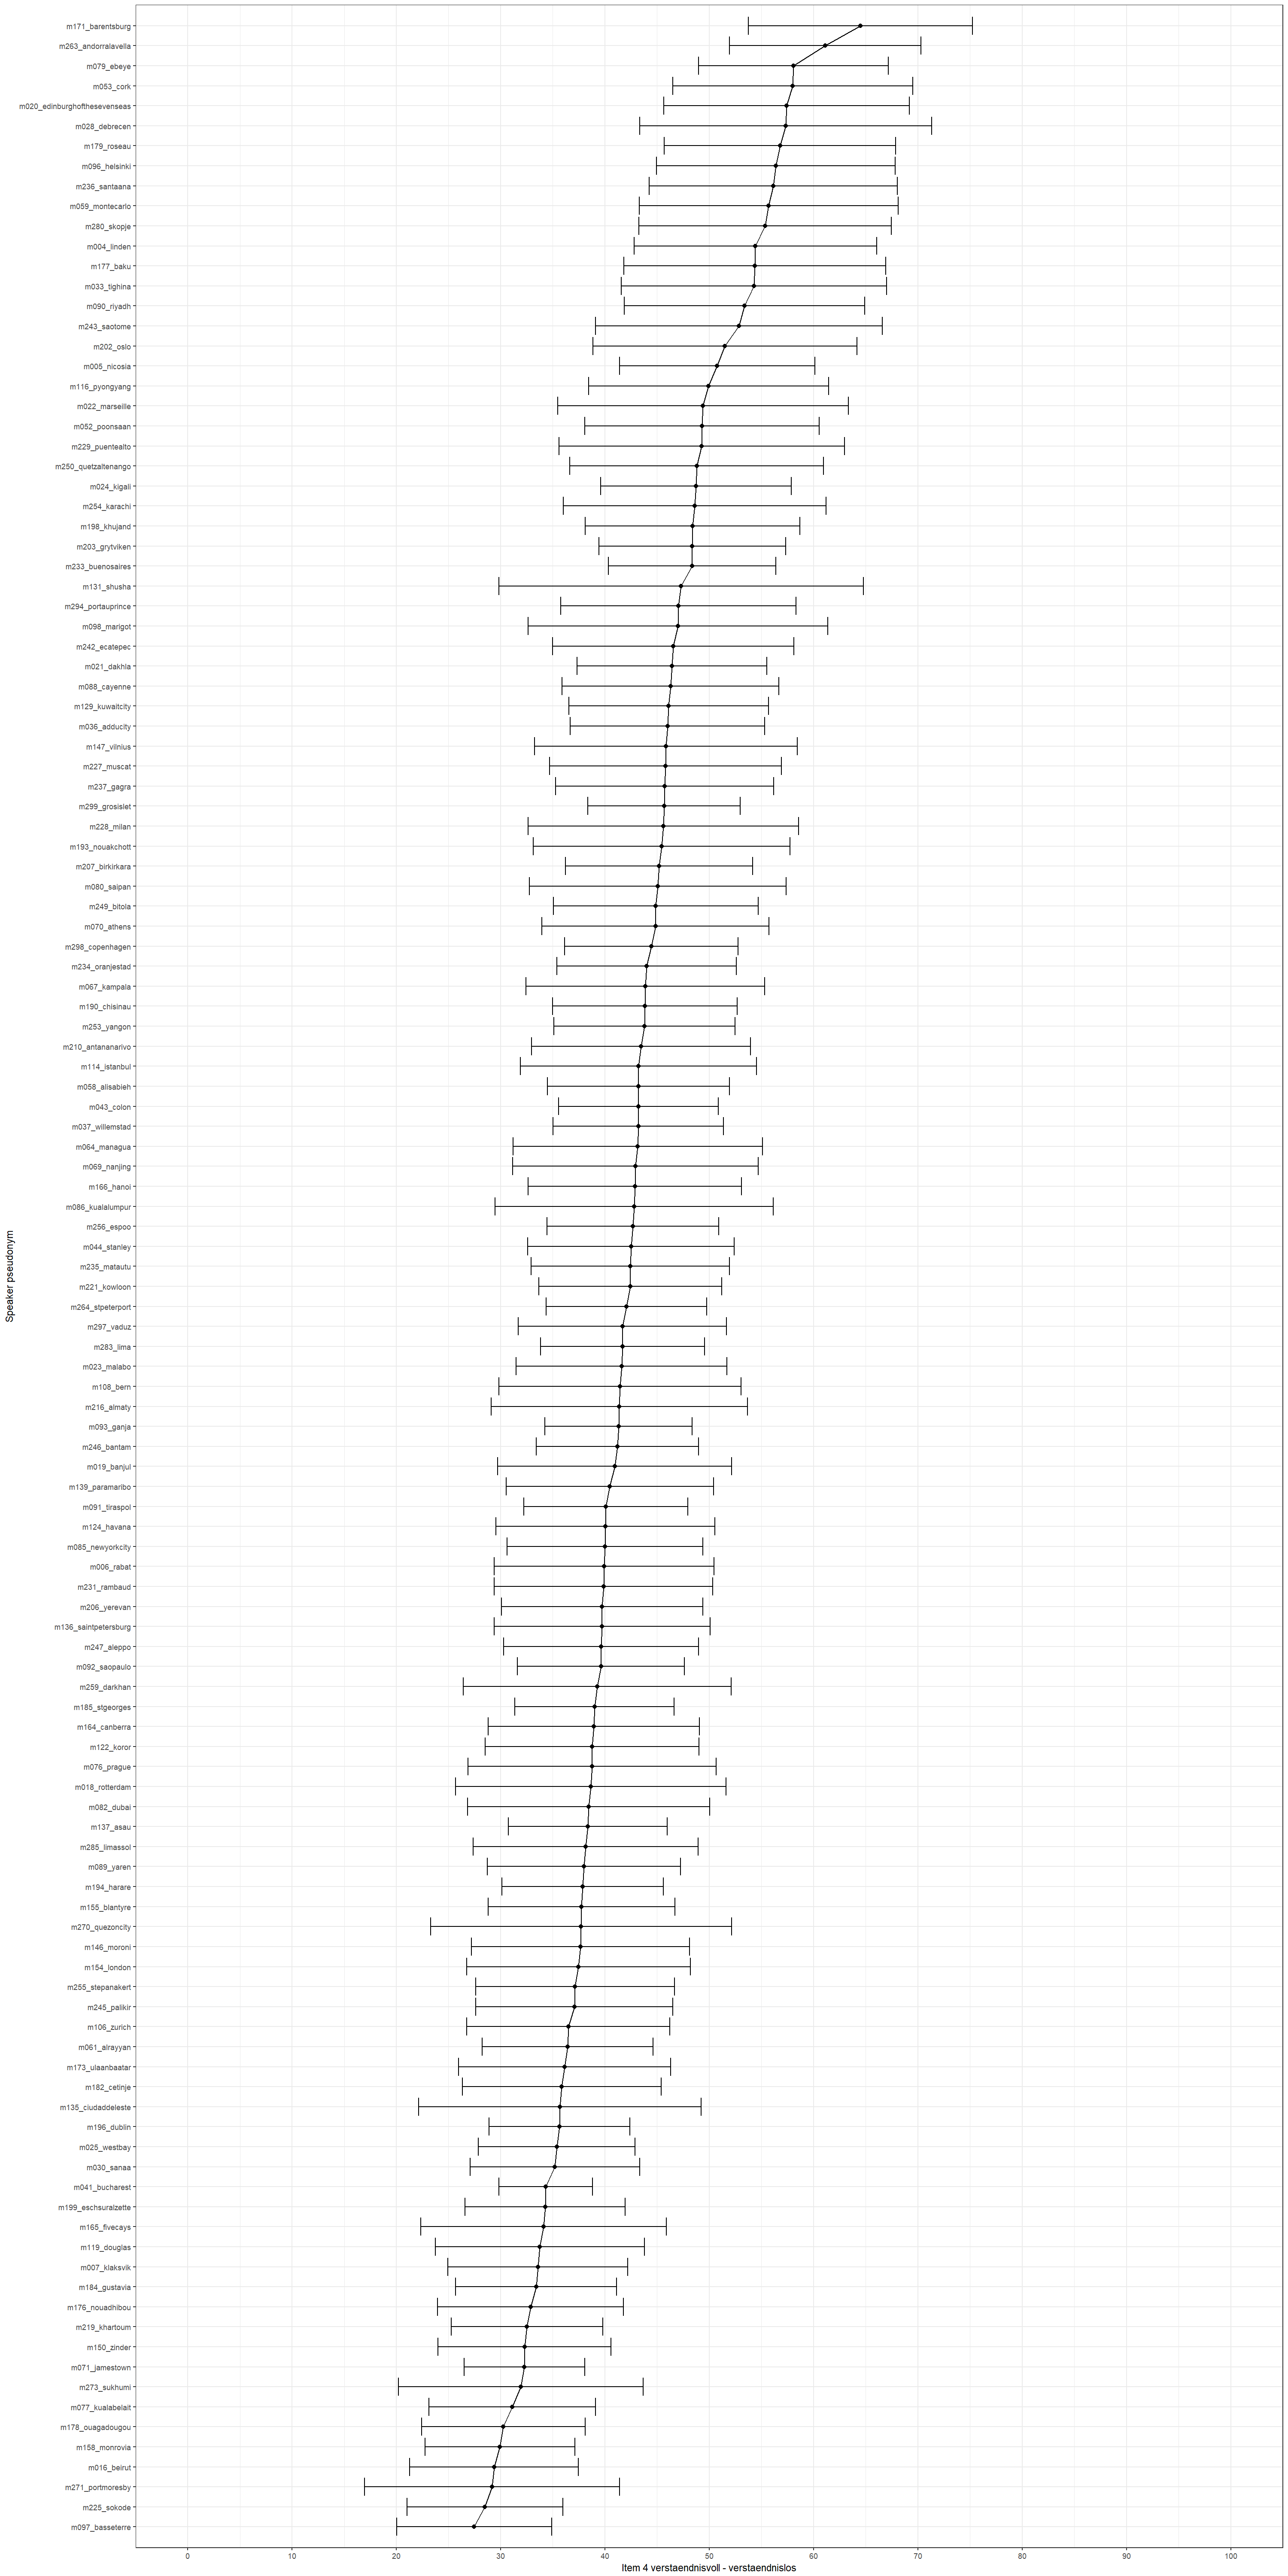 m171_barentsburg
m263_andorralavella
m079_ebeye
m053_cork
m020_edinburghofthesevenseas
m028_debrecen
m179_roseau
m096_helsinki
m236_santaana
m059_montecarlo
m280_skopje
m004_linden
m177_baku
m033_tighina
m090_riyadh
m243_saotome
m202_oslo
m005_nicosia
m116_pyongyang
m022_marseille
m052_poonsaan
m229_puentealto
m250_quetzaltenango
m024_kigali
m254_karachi
m198_khujand
m203_grytviken
m233_buenosaires
m131_shusha
m294_portauprince
m098_marigot
m242_ecatepec
m021_dakhla
m088_cayenne
m129_kuwaitcity
m036_adducity
m147_vilnius
m227_muscat
m237_gagra
m299_grosislet
m228_milan
m193_nouakchott
m207_birkirkara
m080_saipan
m249_bitola
m070_athens
m298_copenhagen
m234_oranjestad
m067_kampala
m190_chisinau
m253_yangon
m210_antananarivo
m114_istanbul
m058_alisabieh
m043_colon
m037_willemstad
m064_managua
m069_nanjing
m166_hanoi
m086_kualalumpur
m256_espoo
m044_stanley
m235_matautu
m221_kowloon
m264_stpeterport
m297_vaduz
m283_lima
m023_malabo
m108_bern
m216_almaty
m093_ganja
m246_bantam
m019_banjul
m139_paramaribo
m091_tiraspol
m124_havana
m085_newyorkcity
m006_rabat
m231_rambaud
m206_yerevan
m136_saintpetersburg
m247_aleppo
m092_saopaulo
m259_darkhan
m185_stgeorges
m164_canberra
m122_koror
m076_prague
m018_rotterdam
m082_dubai
m137_asau
m285_limassol
m089_yaren
m194_harare
m155_blantyre
m270_quezoncity
m146_moroni
m154_london
m255_stepanakert
m245_palikir
m106_zurich
m061_alrayyan
m173_ulaanbaatar
m182_cetinje
m135_ciudaddeleste
m196_dublin
m025_westbay
m030_sanaa
m041_bucharest
m199_eschsuralzette
m165_fivecays
m119_douglas
m007_klaksvik
m184_gustavia
m176_nouadhibou
m219_khartoum
m150_zinder
m071_jamestown
m273_sukhumi
m077_kualabelait
m178_ouagadougou
m158_monrovia
m016_beirut
m271_portmoresby
m225_sokode
m097_basseterre
Speaker pseudonym
0 10 20 30 40 50 60 70 80 90 100
Item 4 verstaendnisvoll - verstaendnislos